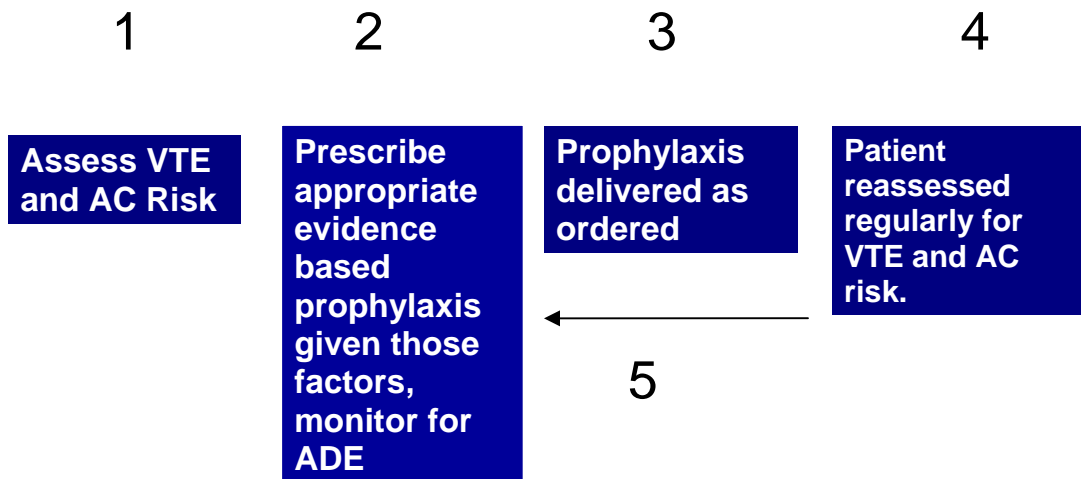 1
2
3
4
Assess VTE
and AC Risk
Prescribe
appropriate
evidence
based
prophylaxis
given those
factors,
monitor for
ADE
Prophylaxis
delivered as
ordered
Patient
reassessed
regularly for
VTE and AC
risk.
5